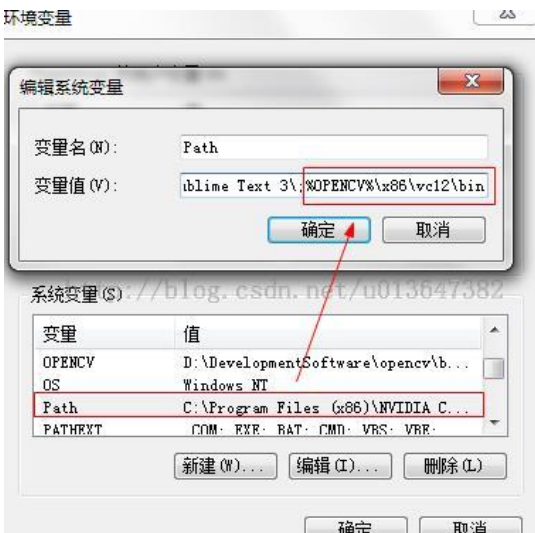 环境变量
编辑系统变量
变量名(N): Path
变量值(V): ıblime Text 3\;%OPENCV%\x86\vc12\bin
确定 取消
系统变量(S) ://blog.csdn.net/u013647382
变量 值
OPENCV D:\DevelopmentSoftware\opencv\b...
OS Windows_NT
Path C:\Program Files (x86)\NVIDIA C...
PATHEXT .COM;.EXE;.BAT;.CMD;.VBS;.VBE;
新建(W)... 编辑(I)... 删除(L)
确定 取消